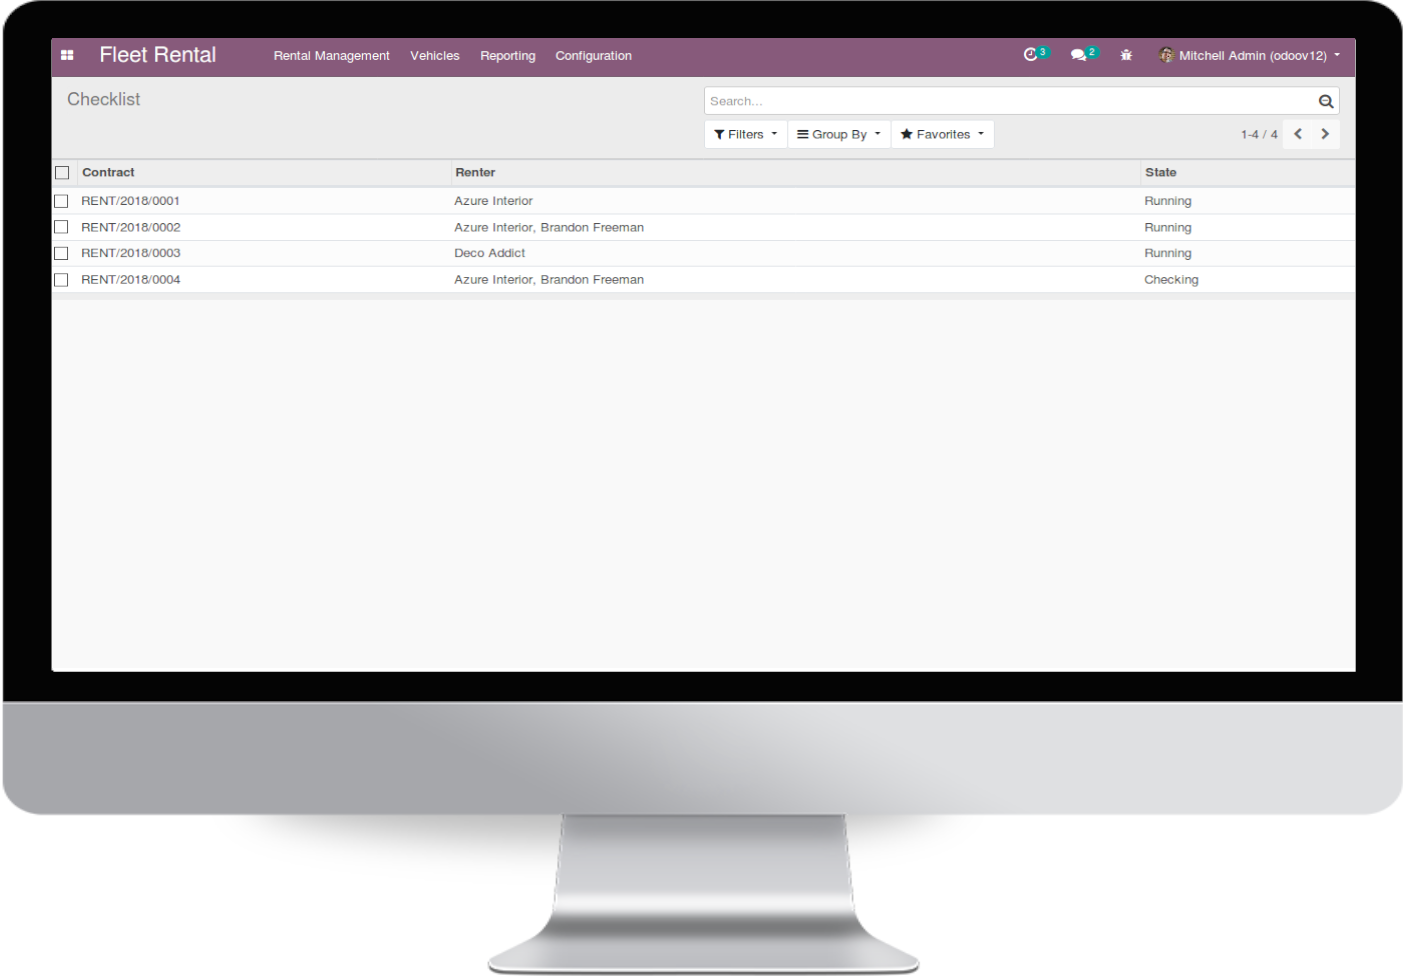 Fleet Rental Rental Management Vehicles Reporting Configuration 3 2 Mitchell Admin (odoov12)
Checklist Search...
Filters Group By Favorites 1-4 / 4
Contract Renter State
RENT/2018/0001 Azure Interior Running
RENT/2018/0002 Azure Interior, Brandon Freeman Running
RENT/2018/0003 Deco Addict Running
RENT/2018/0004 Azure Interior, Brandon Freeman Checking